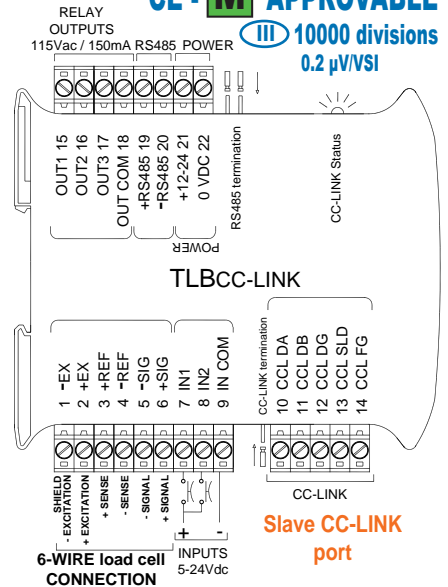 CE - M APPROVABLE
III 10000 divisions
0.2 µV/VSI
RELAY
OUTPUTS
115Vac / 150mA RS485 POWER
OUT1 15
OUT2 16
OUT3 17
OUT COM 18
+RS485 19
-RS485 20
+12-24 21
0 VDC 22
RS485 termination
CC-LINK Status
POWER
TLBCC-LINK
1 -EX
2 +EX
3 +REF
4 -REF
5 -SIG
6 +SIG
7 IN1
8 IN2
9 IN COM
CC-LINK termination
10 CCL DA
11 CCL DB
12 CCL DG
13 CCL SLD
14 CCL FG
SHIELD
- EXCITATION
+ EXCITATION
+ SENSE
- SENSE
- SIGNAL
+ SIGNAL
+ -
6-WIRE load cell
CONNECTION
INPUTS
5-24Vdc
CC-LINK
Slave CC-LINK
port